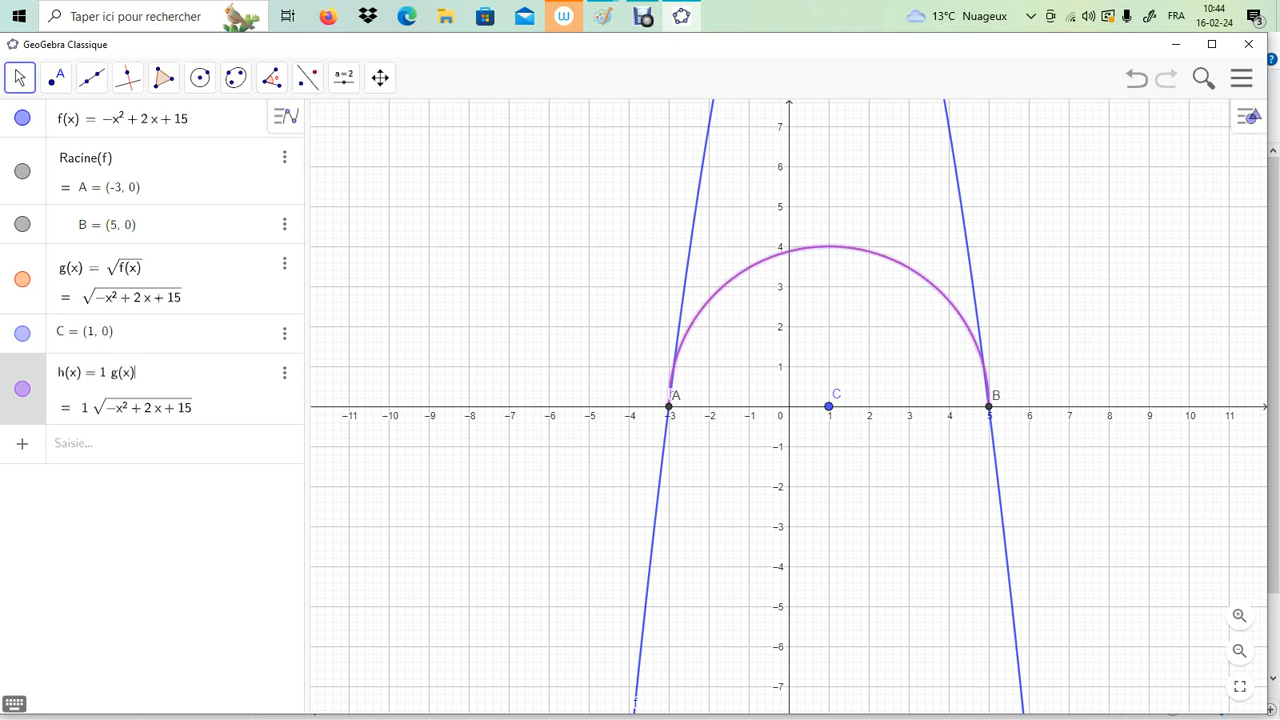 Taper ici pour rechercher
W
13°C Nuageux
FRA
10:44
16-02-24
3
GeoGebra Classique
A
a=2
f(x) = −x² + 2 x + 15
Racine(f)
= A = (-3, 0)
B = (5, 0)
g(x) = √f(x)
= √−x² + 2 x + 15
C = (1, 0)
h(x) = 1 g(x)
= 1 √−x² + 2 x + 15
+ Saisie...
7
6
5
4
3
2
1
A C B
−11 −10 −9 −8 −7 −6 −5 −4 −3 −2 −1 0 1 2 3 4 5 6 7 8 9 10 11
−1
−2
−3
−4
−5
−6
−7
f